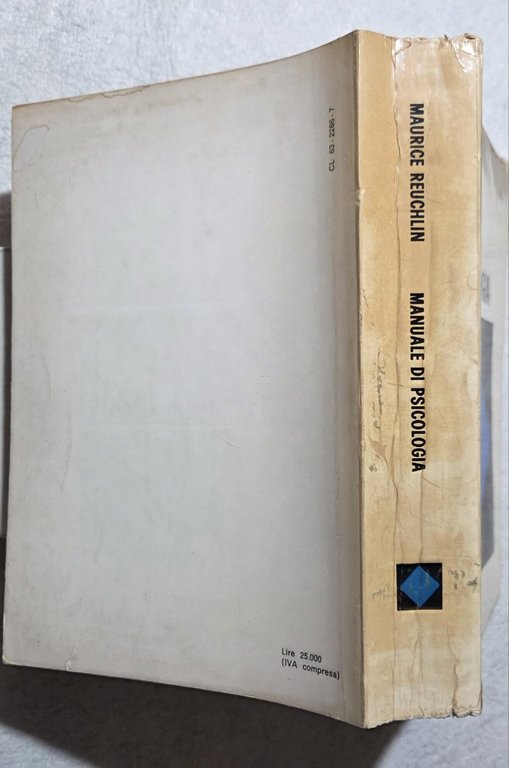 MAURICE REUCHLIN MANUALE DI PSICOLOGIA
CL 63-2286-7
Lire 25.000
(IVA compresa)